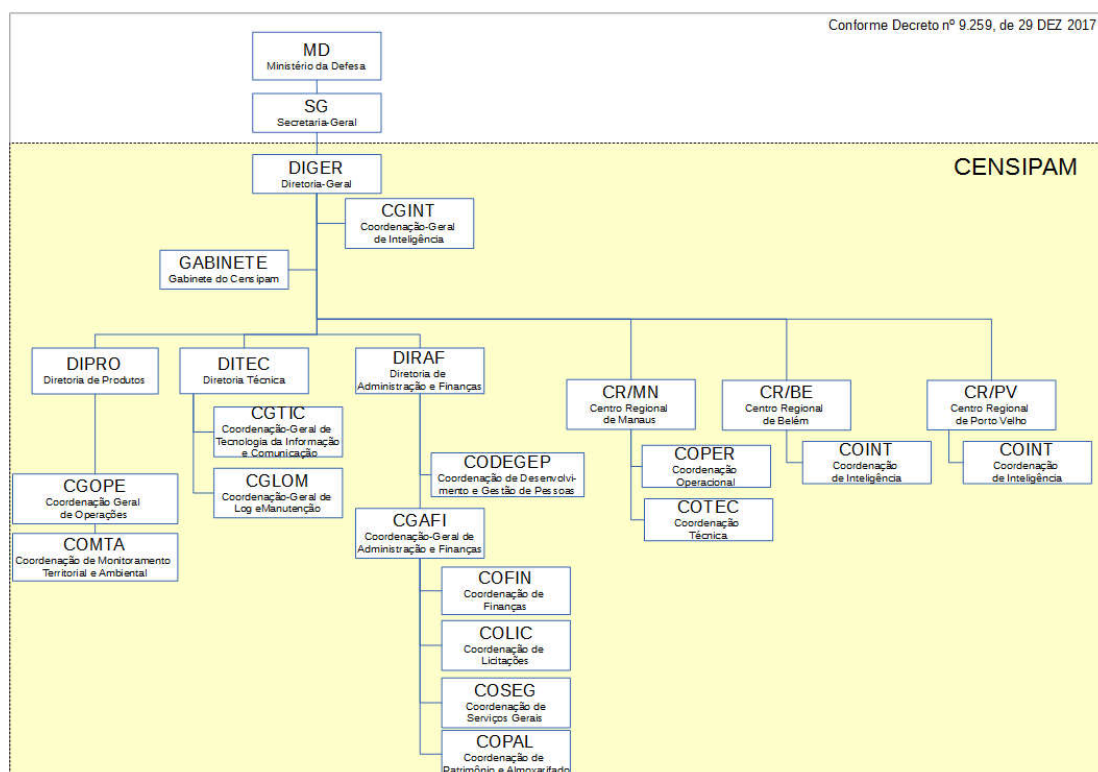 Conforme Decreto nº 9.259, de 29 DEZ 2017
MD
Ministério da Defesa
SG
Secretaria-Geral
CENSIPAM
DIGER
Diretoria-Geral
CGINT
Coordenação-Geral
de Inteligência
GABINETE
Gabinete do Censipam
DIPRO
Diretoria de Produtos
DITEC
Diretoria Técnica
DIRAF
Diretoria de
Administração e Finanças
CR/MN
Centro Regional
de Manaus
CR/BE
Centro Regional
de Belém
CR/PV
Centro Regional
de Porto Velho
CGTIC
Coordenação-Geral de
Tecnologia da Informação
e Comunicação
CGLOM
Coordenação-Geral de
Log eManutenção
CODEGEP
Coordenação de Desenvolvi-
mento e Gestão de Pessoas
COPER
Coordenação
Operacional
COINT
Coordenação
de Inteligência
COINT
Coordenação
de Inteligência
CGOPE
Coordenação Geral
de Operações
COTEC
Coordenação
Técnica
CGAFI
Coordenação-Geral de
Administração e Finanças
COMTA
Coordenação de Monitoramento
Territorial e Ambiental
COFIN
Coordenação de
Finanças
COLIC
Coordenação de
Licitações
COSEG
Coordenação de
Serviços Gerais
COPAL
Coordenação de
Patrimônio e Almoxarifado